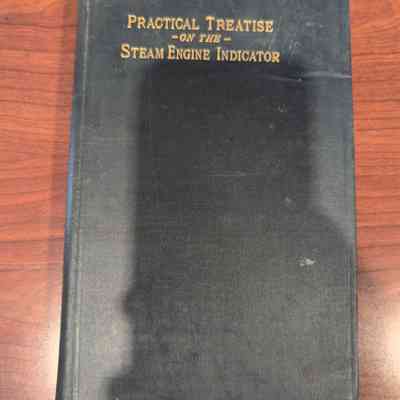 PRACTICAL TREATISE
- ON THE -
STEAM ENGINE INDICATOR